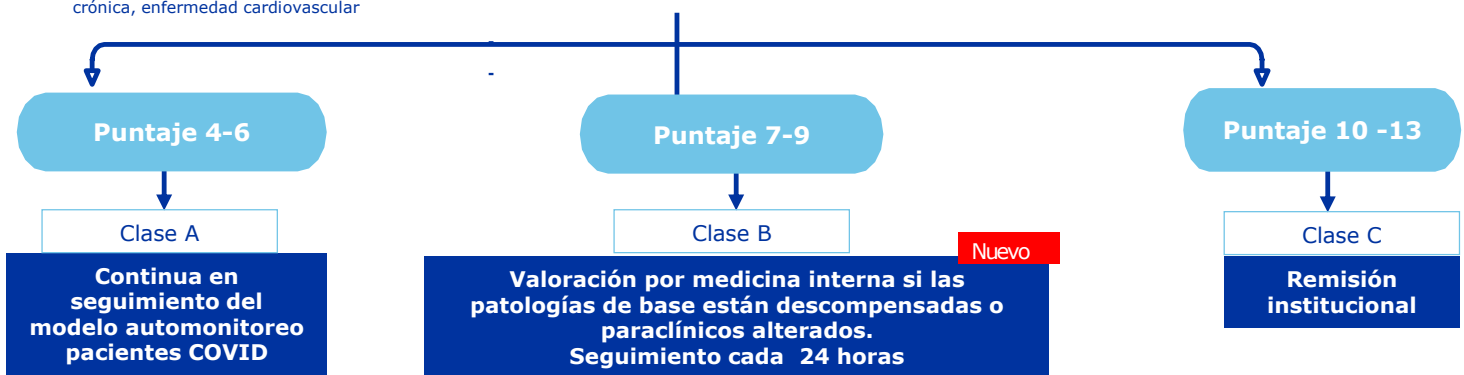 crónica, enfermedad cardiovascular
Puntaje 4-6
Puntaje 7-9
Puntaje 10 -13
Clase A
Clase B
Clase C
Continua en
seguimiento del
modelo automonitoreo
pacientes COVID
Nuevo
Valoración por medicina interna si las
patologías de base están descompensadas o
paraclínicos alterados.
Seguimiento cada 24 horas
Remisión
institucional